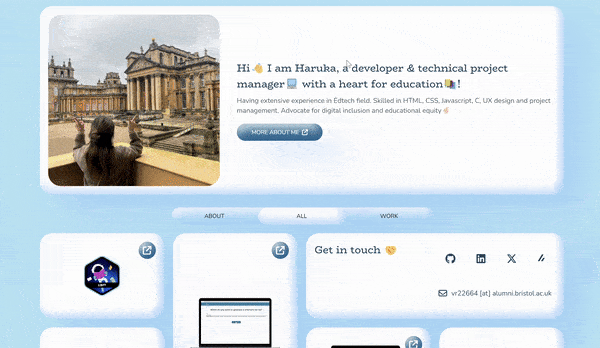 Hi 👋 I am Haruka, a developer & technical project
manager 💻 with a heart for education 📚 !
Having extensive experience in Edtech field. Skilled in HTML, CSS, Javascript, C, UX design and project
management. Advocate for digital inclusion and educational equity
MORE ABOUT ME
ABOUT
ALL
WORK
Get in touch
vr22664 [at] alumni.bristol.ac.uk